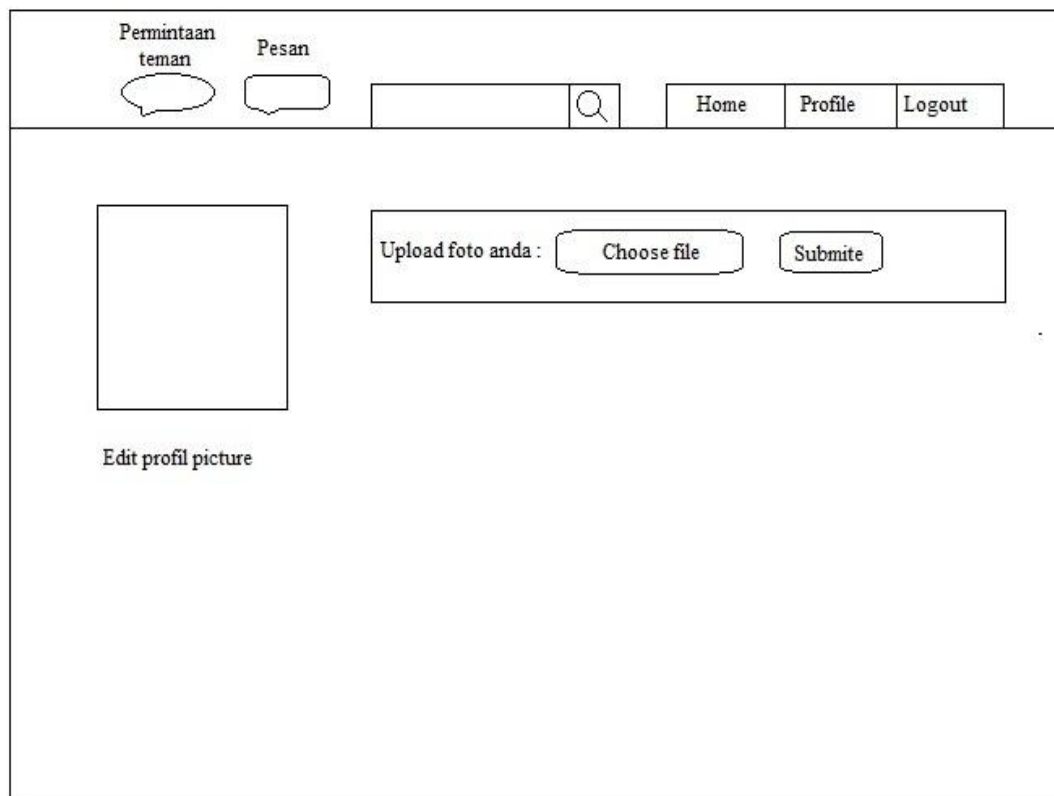 Permintaan
teman
Pesan
Home
Profile
Logout
Upload foto anda :
Choose file
Submite
Edit profil picture